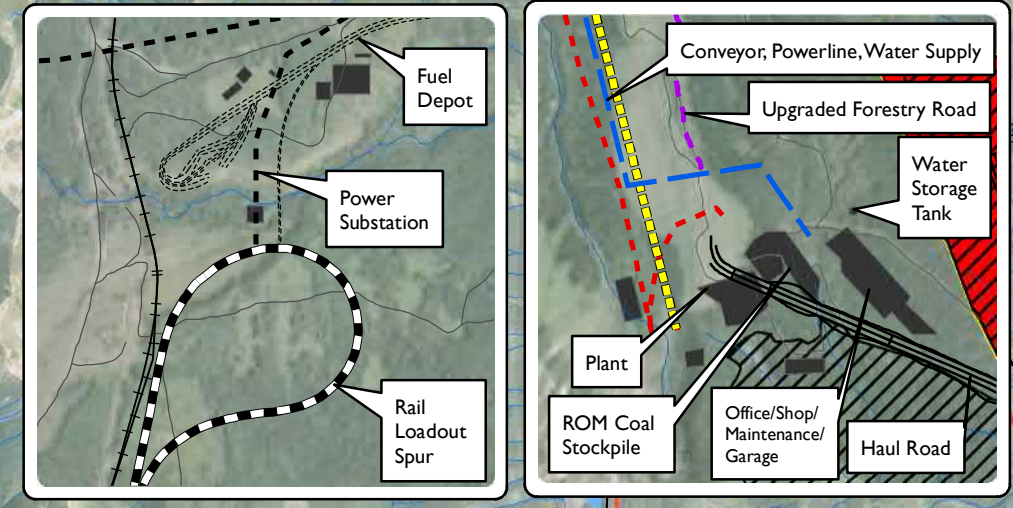 Fuel
Depot
Power
Substation
Rail
Loadout
Spur
Conveyor, Powerline, Water Supply
Upgraded Forestry Road
Water
Storage
Tank
Plant
ROM Coal
Stockpile
Office/Shop/
Maintenance/
Garage
Haul Road